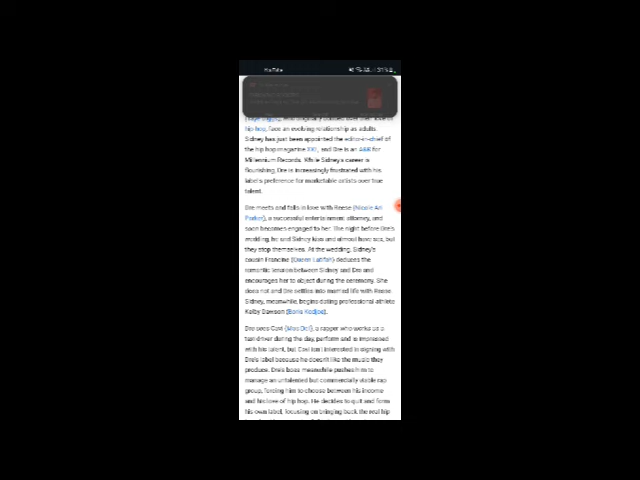 YouTube
hip hop, face an evolving relationship as adults.
Sidney has just been appointed the editor-in-chief of
the hip hop magazine XXL, and Dre is an A&R for
Millennium Records. While Sidney's career is
flourishing, Dre is increasingly frustrated with his
label's preference for marketable artists over true
talent.
Dre meets and falls in love with Reese (Nicole Ari
Parker), a successful entertainment attorney, and
soon becomes engaged to her. The night before Dre's
wedding, he and Sidney kiss and almost have sex, but
they stop themselves. At the wedding, Sidney's
cousin Francine (Queen Latifah) deduces the
romantic tension between Sidney and Dre and
encourages her to object during the ceremony. She
does not and Dre settles into married life with Reese.
Sidney, meanwhile, begins dating professional athlete
Kelby Dawson (Boris Kodjoe).
Dre sees Cavi (Mos Def), a rapper who works as a
taxi driver during the day, perform and is impressed
with his talent, but Cavi isn't interested in signing with
Dre's label because he doesn't like the music they
produce. Dre's boss meanwhile pushes him to
manage an untalented but commercially viable rap
group, forcing him to choose between his income
and his love of hip hop. He decides to quit and form
his own label, focusing on bringing back the real hip